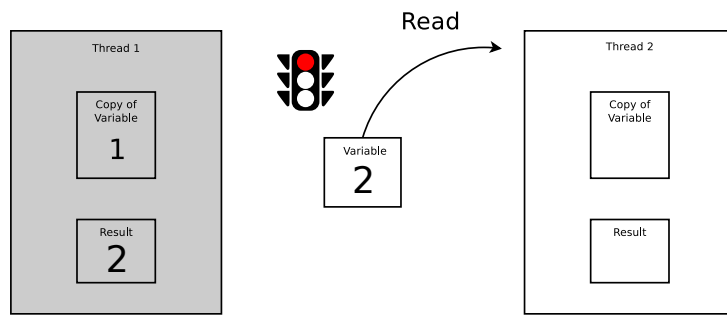 Read
Thread 1
Copy of
Variable
1
Result
2
Variable
2
Thread 2
Copy of
Variable
Result